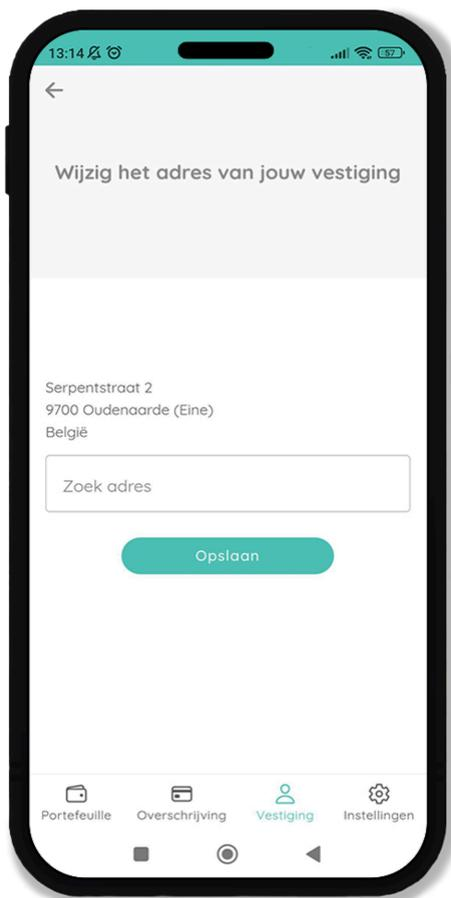 13:14
57
Wijzig het adres van jouw vestiging
Serpentstraat 2
9700 Oudenaarde (Eine)
België
Zoek adres
Opslaan
Portefeuille
Overschrijving
Vestiging
Instellingen